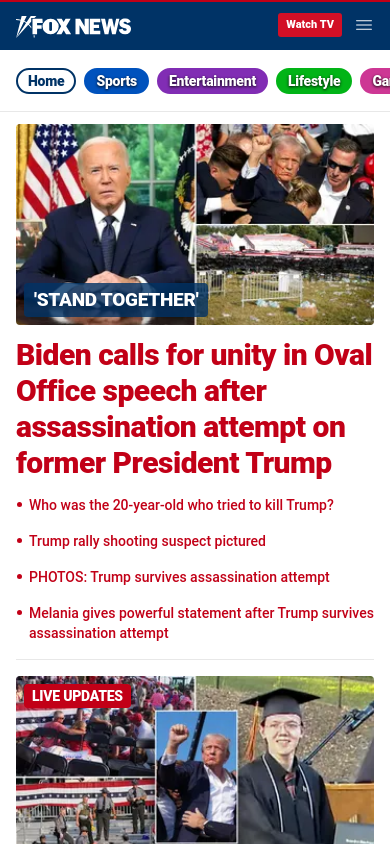 FOX NEWS
Watch TV
Home
Sports
Entertainment
Lifestyle
Ga
'STAND TOGETHER'
Biden calls for unity in Oval
Office speech after
assassination attempt on
former President Trump
• Who was the 20-year-old who tried to kill Trump?
• Trump rally shooting suspect pictured
• PHOTOS: Trump survives assassination attempt
• Melania gives powerful statement after Trump survives
assassination attempt
LIVE UPDATES